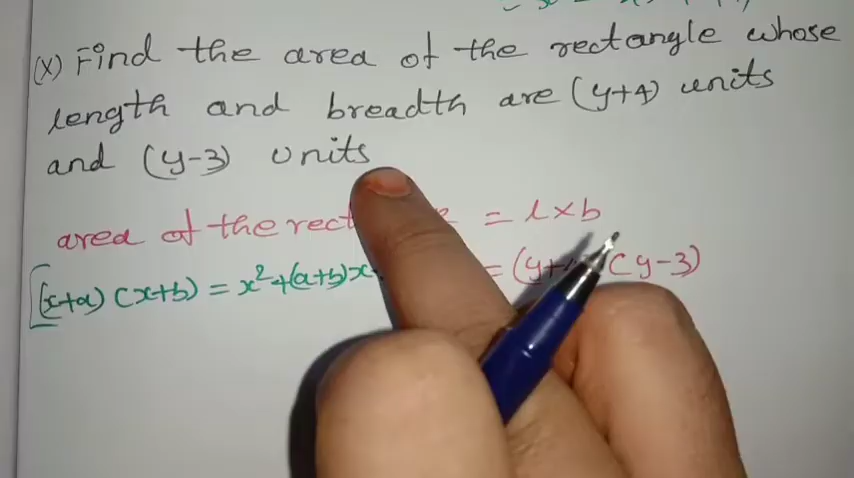 (X) Find the area of the rectangle whose
length and breadth are (y+4) units
and (y-3) units
area of the = l×b
[(x+a) (x+b) = x²+(a+b)x = (y+ (y-3)